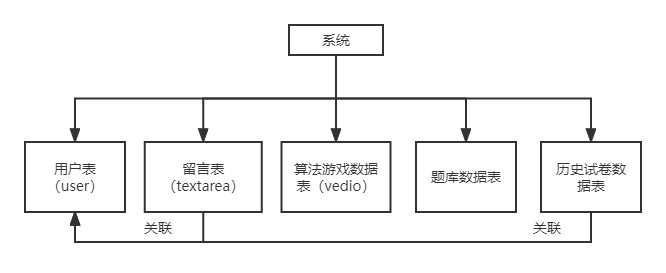 系统
用户表
（user）
留言表
（textarea）
算法游戏数据
表（vedio）
题库数据表
历史试卷数
据表
关联
关联